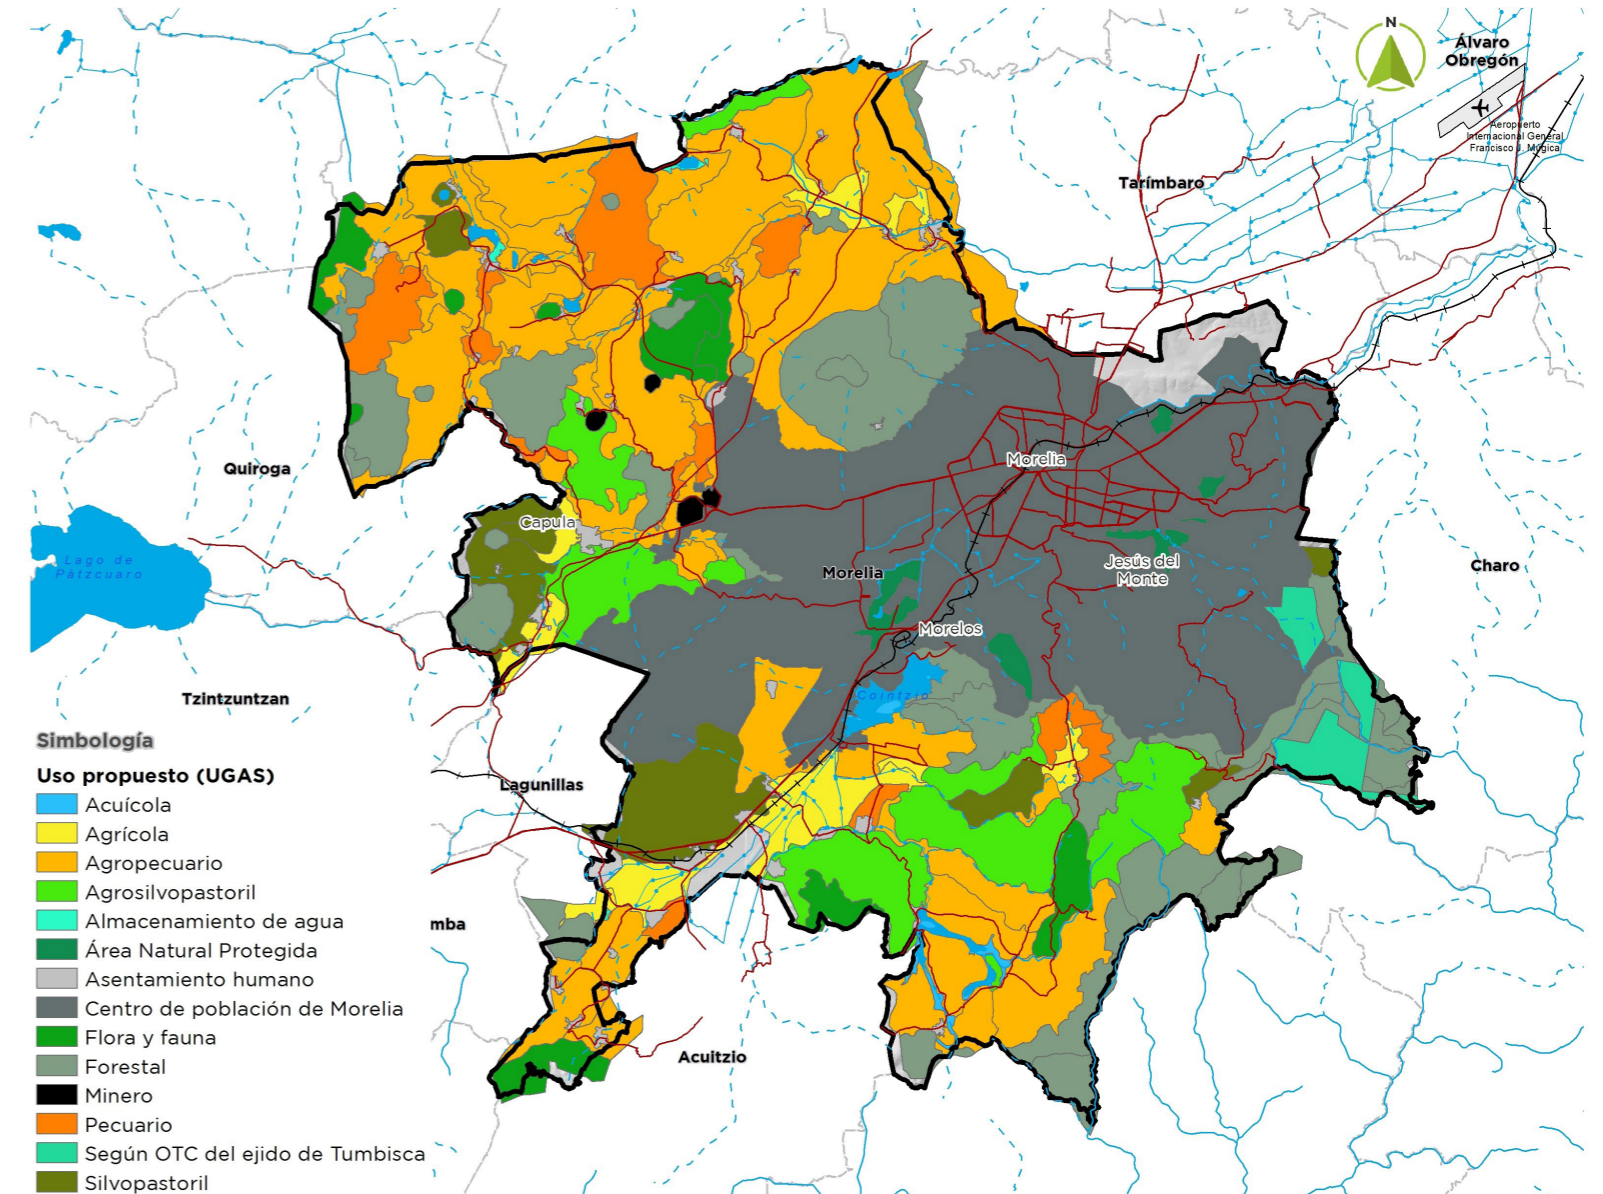 N
Álvaro
Obregón
Aeropuerto
Internacional General
Francisco J. Múgica
Tarímbaro
Quiroga
Morelia
Capula
Lago de
Pàtzcuaro
Morelia
Jesús del
Monte
Charo
Morelos
Tzintzuntzan
Cointzio
Lagunillas
mba
Acuitzio
Simbología
Uso propuesto (UGAS)
Acuícola
Agrícola
Agropecuario
Agrosilvopastoril
Almacenamiento de agua
Área Natural Protegida
Asentamiento humano
Centro de población de Morelia
Flora y fauna
Forestal
Minero
Pecuario
Según OTC del ejido de Tumbisca
Silvopastoril